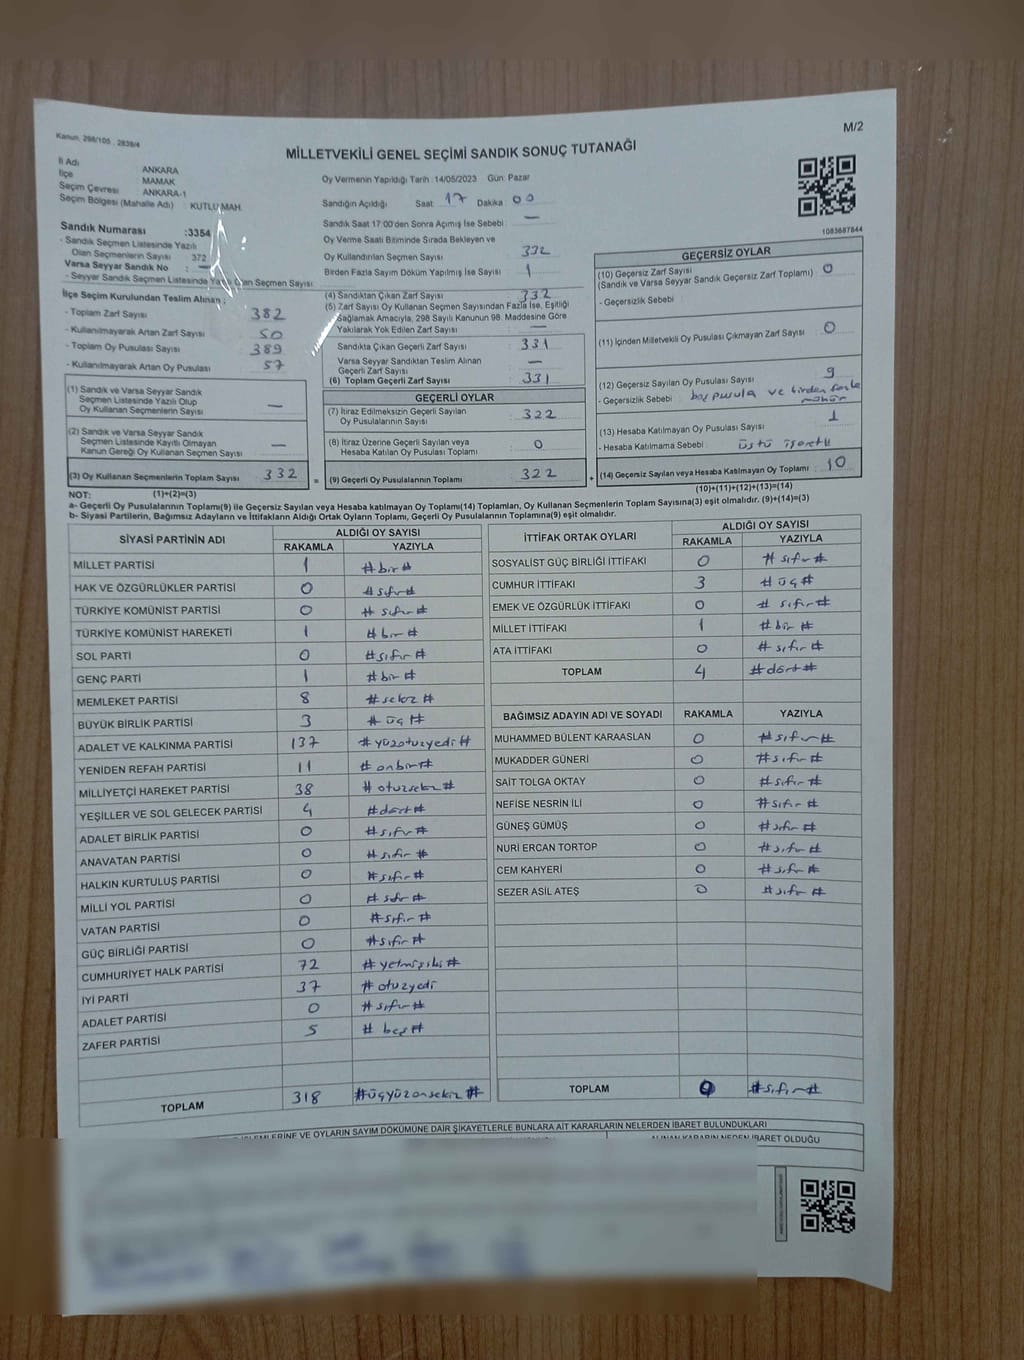 Kanun, 298/105 . 2839/4
M/2
MİLLETVEKİLİ GENEL SEÇİMİ SANDIK SONUÇ TUTANAĞI
İl Adı ANKARA
İlçe MAMAK
Seçim Çevresi ANKARA-1
Seçim Bölgesi (Mahalle Adı) : KUTLU MAH.
Sandık Numarası :3354
- Sandık Seçmen Listesinde Yazılı
Olan Seçmenlerin Sayısı 372
Varsa Seyyar Sandık No : —
- Seyyar Sandık Seçmen Listesinde Olan Seçmen Sayısı :
Oy Vermenin Yapıldığı Tarih :14/05/2023 Gün: Pazar
Sandığın Açıldığı Saat 17 Dakika 00
Sandık Saat 17:00'den Sonra Açımış İse Sebebi : —
Oy Verme Saati Bitiminde Sırada Bekleyen ve
Oy Kullandırılan Seçmen Sayısı 332
Birden Fazla Sayım Döküm Yapılmış İse Sayısı 1
1083687844
İlçe Seçim Kurulundan Teslim Alınan :
- Toplam Zarf Sayısı 382
- Kullanılmayarak Artan Zarf Sayısı 50
- Toplam Oy Pusulası Sayısı 389
- Kullanılmayarak Artan Oy Pusulası 57
(1) Sandık ve Varsa Seyyar Sandık
Seçmen Listesinde Yazılı Olup
Oy Kullanan Seçmenlerin Sayısı —
(2) Sandık ve Varsa Seyyar Sandık
Seçmen Listesinde Kayıtlı Olmayan
Kanun Gereği Oy Kullanan Seçmen Sayısı —
(3) Oy Kullanan Seçmenlerin Toplam Sayısı 332
(4) Sandıktan Çıkan Zarf Sayısı 332
(5) Zarf Sayısı Oy Kullanan Seçmen Sayısından Fazla İse, Eşitliği
Sağlamak Amacıyla, 298 Sayılı Kanunun 98. Maddesine Göre
Yakılarak Yok Edilen Zarf Sayısı —
Sandıkta Çıkan Geçerli Zarf Sayısı : 331
Varsa Seyyar Sandıktan Teslim Alınan
Geçerli Zarf Sayısı —
(6) Toplam Geçerli Zarf Sayısı : 331
GEÇERLİ OYLAR
(7) İtiraz Edilmeksizin Geçerli Sayılan
Oy Pusulalarının Sayısı 322
(8) İtiraz Üzerine Geçerli Sayılan veya
Hesaba Katılan Oy Pusulası Toplamı 0
= (9) Geçerli Oy Pusulalarının Toplamı 322
GEÇERSİZ OYLAR
(10) Geçersiz Zarf Sayısı
(Sandık ve Varsa Seyyar Sandık Geçersiz Zarf Toplamı) 0
- Geçersizlik Sebebi
(11) İçinden Milletvekili Oy Pusulası Çıkmayan Zarf Sayısı 0
(12) Geçersiz Sayılan Oy Pusulası Sayısı 9
- Geçersizlik Sebebi : boş pusula ve birden fazla
mühür
(13) Hesaba Katılmayan Oy Pusulası Sayısı 1
- Hesaba Katılmama Sebebi : üstü işaretli
+ (14) Geçersiz Sayılan veya Hesaba Katılmayan Oy Toplamı : 10
(10)+(11)+(12)+(13)=(14)
NOT: (1)+(2)=(3)
a- Geçerli Oy Pusulalarının Toplamı(9) ile Geçersiz Sayılan veya Hesaba katılmayan Oy Toplamı(14) Toplamları, Oy Kullanan Seçmenlerin Toplam Sayısına(3) eşit olmalıdır. (9)+(14)=(3)
b- Siyasi Partilerin, Bağımsız Adayların ve İttifakların Aldığı Ortak Oyların Toplamı, Geçerli Oy Pusulalarının Toplamına(9) eşit olmalıdır.
SİYASİ PARTİNİN ADI ALDIĞI OY SAYISI
RAKAMLA YAZIYLA
MİLLET PARTİSİ 1 #bir#
HAK VE ÖZGÜRLÜKLER PARTİSİ 0 #sıfır#
TÜRKİYE KOMÜNİST PARTİSİ 0 #sıfır#
TÜRKİYE KOMÜNİST HAREKETİ 1 #bir#
SOL PARTİ 0 #sıfır#
GENÇ PARTİ 1 #bir#
MEMLEKET PARTİSİ 8 #sekiz#
BÜYÜK BİRLİK PARTİSİ 3 #üç#
ADALET VE KALKINMA PARTİSİ 137 #yüzotuzyedi#
YENİDEN REFAH PARTİSİ 11 #onbir#
MİLLİYETÇİ HAREKET PARTİSİ 38 #otuzsekiz#
YEŞİLLER VE SOL GELECEK PARTİSİ 4 #dört#
ADALET BİRLİK PARTİSİ 0 #sıfır#
ANAVATAN PARTİSİ 0 #sıfır#
HALKIN KURTULUŞ PARTİSİ 0 #sıfır#
MİLLİ YOL PARTİSİ 0 #sıfır#
VATAN PARTİSİ 0 #sıfır#
GÜÇ BİRLİĞİ PARTİSİ 0 #sıfır#
CUMHURİYET HALK PARTİSİ 72 #yetmişiki#
İYİ PARTİ 37 #otuzyedi
ADALET PARTİSİ 0 #sıfır#
ZAFER PARTİSİ 5 #beş#
TOPLAM 318 #üçyüzonsekiz#
İTTİFAK ORTAK OYLARI ALDIĞI OY SAYISI
RAKAMLA YAZIYLA
SOSYALİST GÜÇ BİRLİĞİ İTTİFAKI 0 #sıfır#
CUMHUR İTTİFAKI 3 #üç#
EMEK VE ÖZGÜRLÜK İTTİFAKI 0 #sıfır#
MİLLET İTTİFAKI 1 #bir#
ATA İTTİFAKI 0 #sıfır#
TOPLAM 4 #dört#
BAĞIMSIZ ADAYIN ADI VE SOYADI RAKAMLA YAZIYLA
MUHAMMED BÜLENT KARAASLAN 0 #sıfır#
MUKADDER GÜNERİ 0 #sıfır#
SAİT TOLGA OKTAY 0 #sıfır#
NEFİSE NESRİN İLİ 0 #sıfır#
GÜNEŞ GÜMÜŞ 0 #sıfır#
NURİ ERCAN TORTOP 0 #sıfır#
CEM KAHYERİ 0 #sıfır#
SEZER ASİL ATEŞ 0 #sıfır#
TOPLAM 0 #sıfır#
İŞLEMLERİNE VE OYLARIN SAYIM DÖKÜMÜNE DAİR ŞİKAYETLERLE BUNLARA AİT KARARLARIN NELERDEN İBARET BULUNDUKLARI
ALINAN KARARIN NEDEN İBARET OLDUĞU